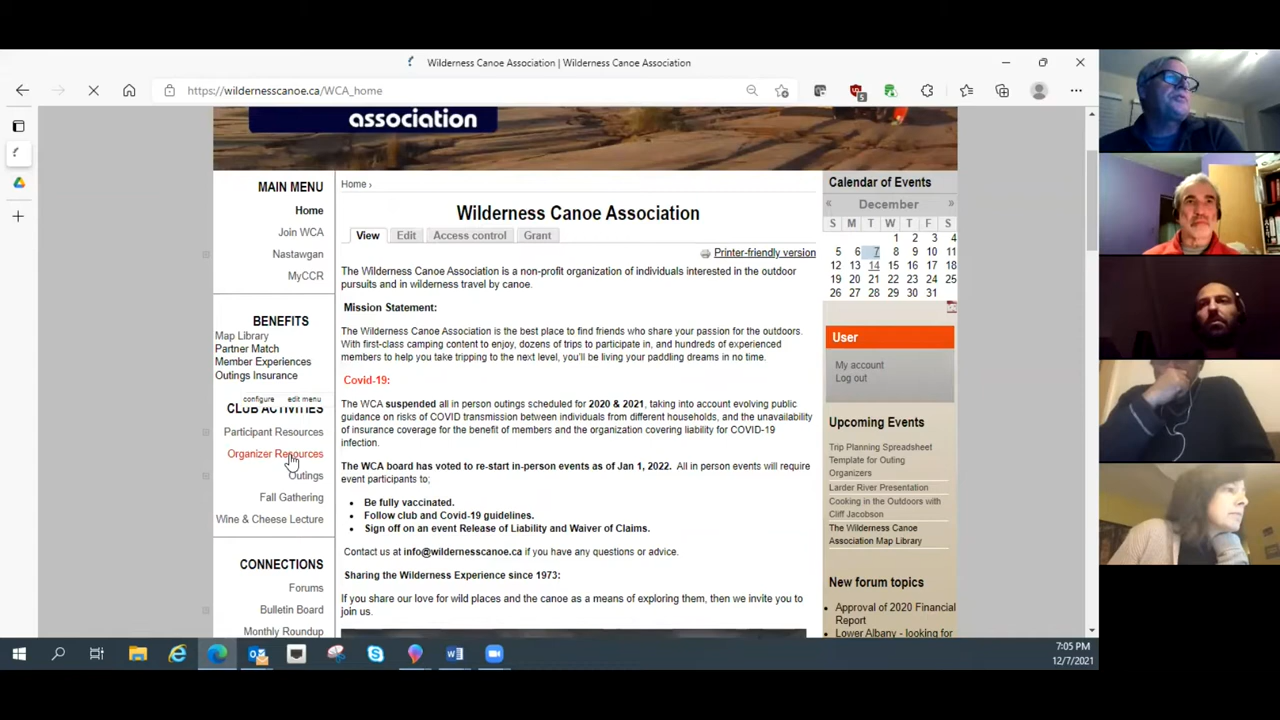 Wilderness Canoe Association | Wilderness Canoe Association
https://wildernesscanoe.ca/WCA_home
association
MAIN MENU
Home
Join WCA
Nastawgan
MyCCR
BENEFITS
Map Library
Partner Match
Member Experiences
Outings Insurance
configure edit menu
CLUB ACTIVITIES
Participant Resources
Organizer Resources
Outings
Fall Gathering
Wine & Cheese Lecture
CONNECTIONS
Forums
Bulletin Board
Monthly Roundup
Home ›
Wilderness Canoe Association
View Edit Access control Grant
Printer-friendly version
The Wilderness Canoe Association is a non-profit organization of individuals interested in the outdoor
pursuits and in wilderness travel by canoe.
Mission Statement:
The Wilderness Canoe Association is the best place to find friends who share your passion for the outdoors.
With first-class camping content to enjoy, dozens of trips to participate in, and hundreds of experienced
members to help you take tripping to the next level, you'll be living your paddling dreams in no time.
Covid-19:
The WCA suspended all in person outings scheduled for 2020 & 2021, taking into account evolving public
guidance on risks of COVID transmission between individuals from different households, and the unavailability
of insurance coverage for the benefit of members and the organization covering liability for COVID-19
infection.
The WCA board has voted to re-start in-person events as of Jan 1, 2022. All in person events will require
event participants to;
• Be fully vaccinated.
• Follow club and Covid-19 guidelines.
• Sign off on an event Release of Liability and Waiver of Claims.
Contact us at info@wildernesscanoe.ca if you have any questions or advice.
Sharing the Wilderness Experience since 1973:
If you share our love for wild places and the canoe as a means of exploring them, then we invite you to
join us.
Calendar of Events
« December »
S M T W T F S
1 2 3 4
5 6 7 8 9 10 11
12 13 14 15 16 17 18
19 20 21 22 23 24 25
26 27 28 29 30 31
User
My account
Log out
Upcoming Events
Trip Planning Spreadsheet
Template for Outing
Organizers
Larder River Presentation
Cooking in the Outdoors with
Cliff Jacobson
The Wilderness Canoe
Association Map Library
New forum topics
• Approval of 2020 Financial
Report
• Lower Albany - looking for
7:05 PM
12/7/2021